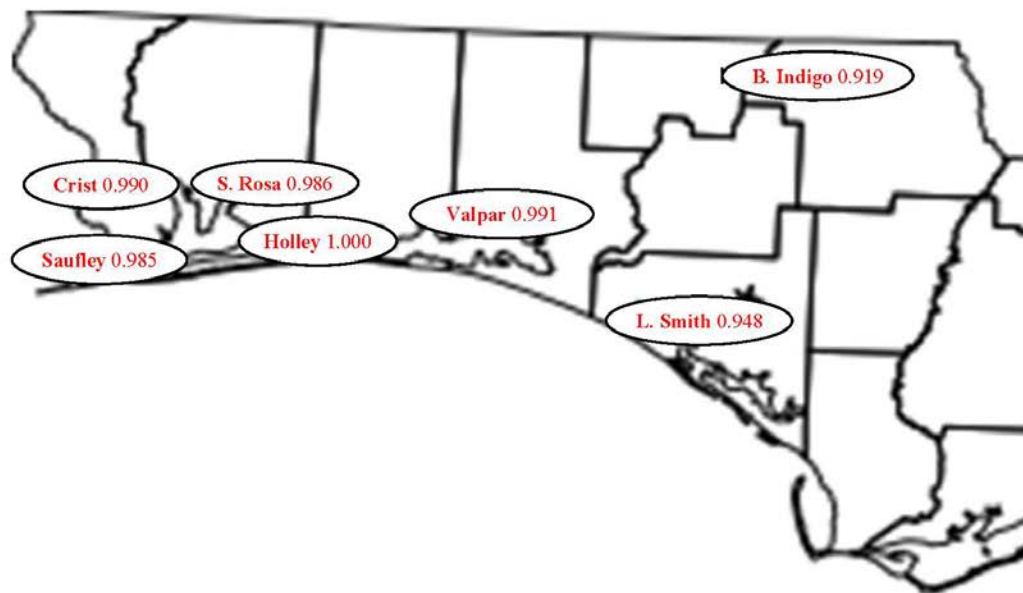 B. Indigo 0.919
Crist 0.990
S. Rosa 0.986
Valpar 0.991
Holley 1.000
Saufley 0.985
L. Smith 0.948